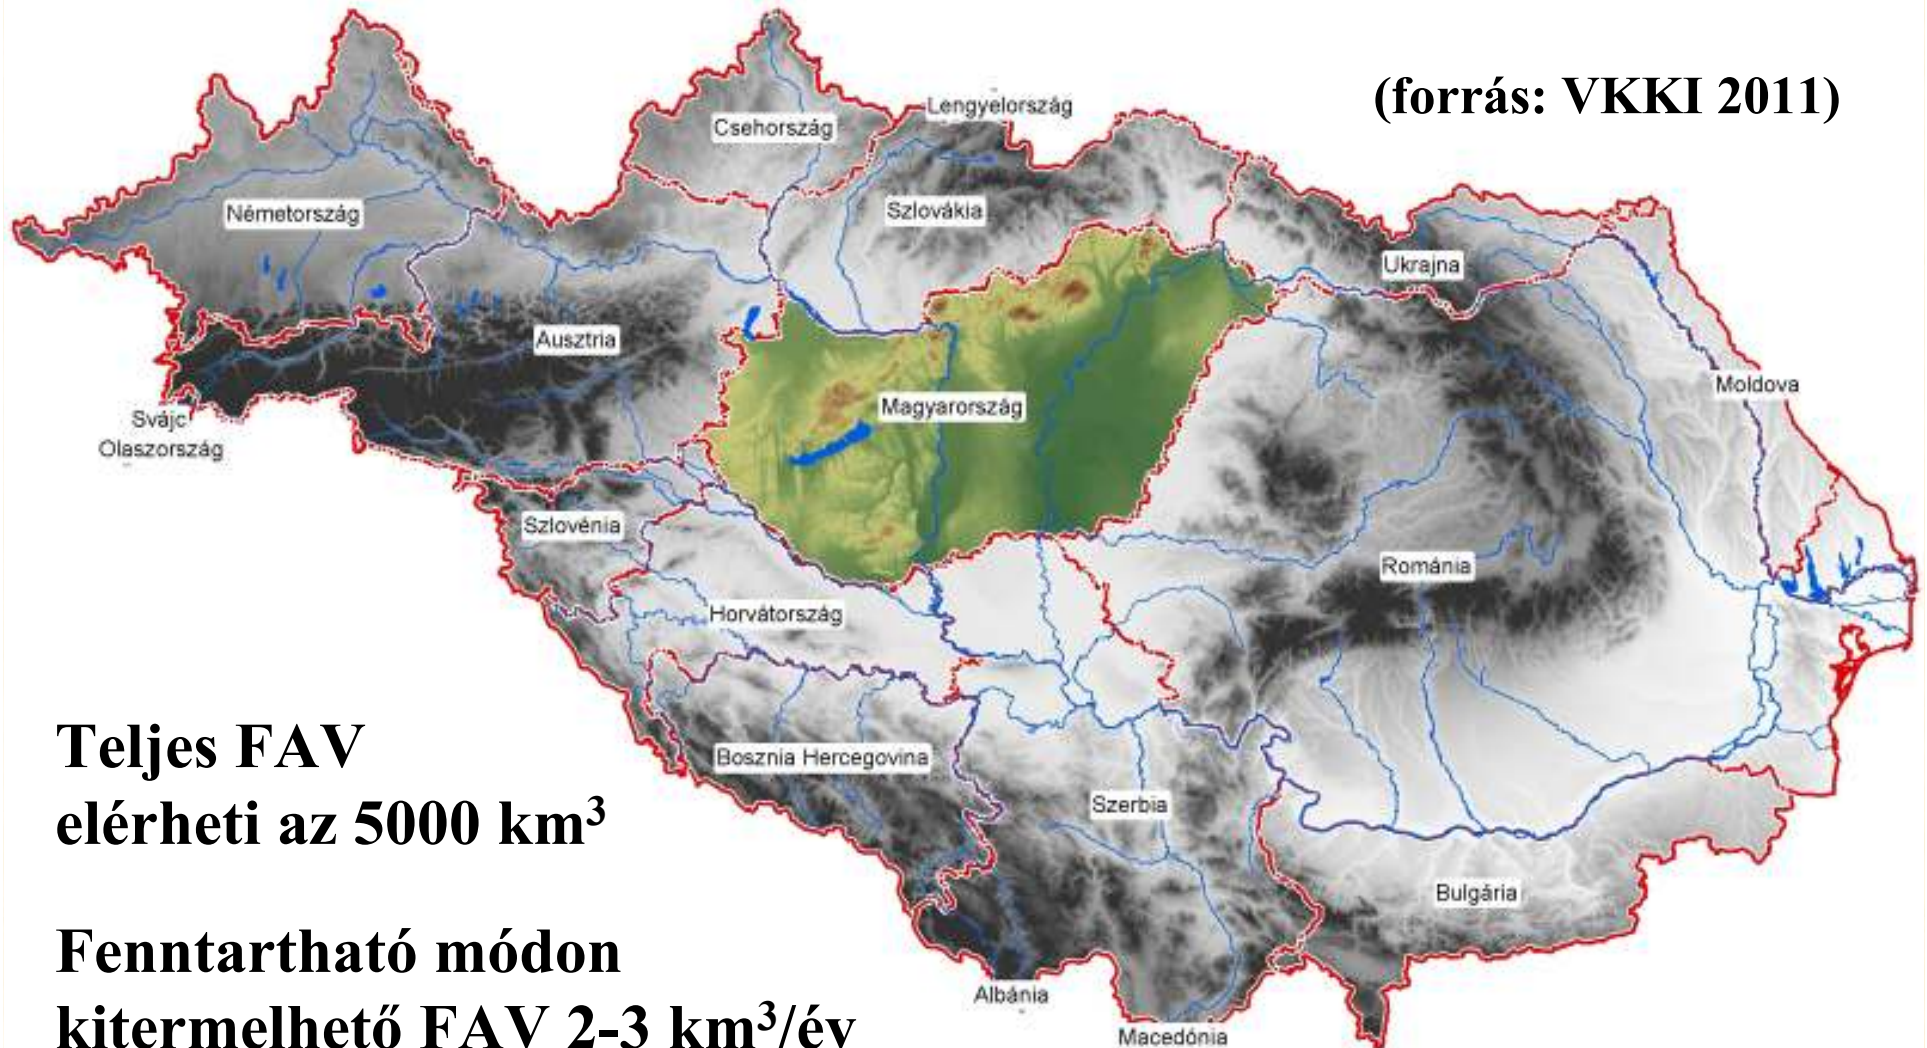 (forrás: VKKI 2011)
Lengyelország
Csehország
Németország
Szlovákia
Ukrajna
Ausztria
Moldova
Magyarország
Svájc
Olaszország
Szlovénia
Románia
Horvátország
Bosznia Hercegovina
Szerbia
Bulgária
Albánia
Macedónia
Teljes FAV
elérheti az 5000 km³
Fenntartható módon
kitermelhető FAV 2-3 km³/év